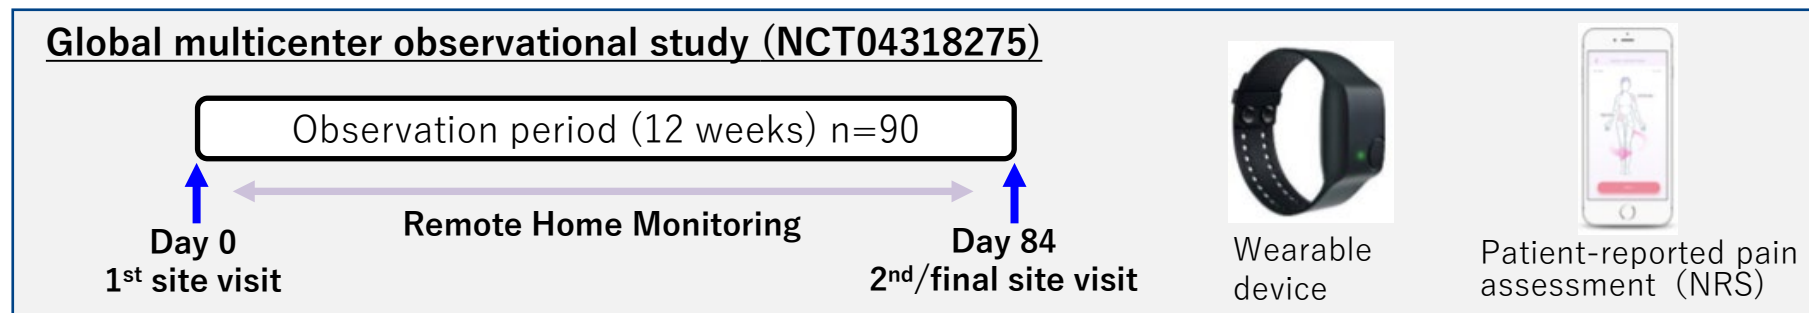 Global multicenter observational study (NCT04318275)
Observation period (12 weeks) n=90
Remote Home Monitoring
Day 0
1st site visit
Day 84
2nd/final site visit
Wearable
device
Patient-reported pain
assessment (NRS)